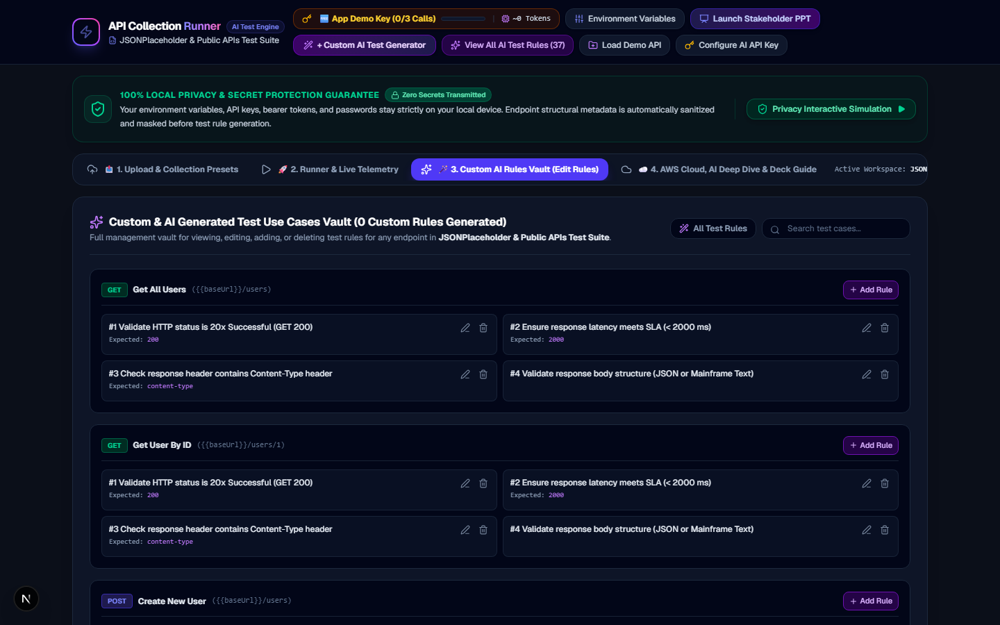 API Collection Runner AI Test Engine
JSONPlaceholder & Public APIs Test Suite
App Demo Key (0/3 Calls) ~0 Tokens
Environment Variables
Launch Stakeholder PPT
+ Custom AI Test Generator
View All AI Test Rules (37)
Load Demo API
Configure AI API Key
100% LOCAL PRIVACY & SECRET PROTECTION GUARANTEE Zero Secrets Transmitted
Your environment variables, API keys, bearer tokens, and passwords stay strictly on your local device. Endpoint structural metadata is automatically sanitized
and masked before test rule generation.
Privacy Interactive Simulation
1. Upload & Collection Presets
2. Runner & Live Telemetry
3. Custom AI Rules Vault (Edit Rules)
4. AWS Cloud, AI Deep Dive & Deck Guide
Active Workspace: JSON
Custom & AI Generated Test Use Cases Vault (0 Custom Rules Generated)
Full management vault for viewing, editing, adding, or deleting test rules for any endpoint in JSONPlaceholder & Public APIs Test Suite.
All Test Rules
Search test cases...
GET Get All Users ({{baseUrl}}/users)
+ Add Rule
#1 Validate HTTP status is 20x Successful (GET 200)
Expected: 200
#2 Ensure response latency meets SLA (< 2000 ms)
Expected: 2000
#3 Check response header contains Content-Type header
Expected: content-type
#4 Validate response body structure (JSON or Mainframe Text)
GET Get User By ID ({{baseUrl}}/users/1)
+ Add Rule
#1 Validate HTTP status is 20x Successful (GET 200)
Expected: 200
#2 Ensure response latency meets SLA (< 2000 ms)
Expected: 2000
#3 Check response header contains Content-Type header
Expected: content-type
#4 Validate response body structure (JSON or Mainframe Text)
POST Create New User ({{baseUrl}}/users)
+ Add Rule
N